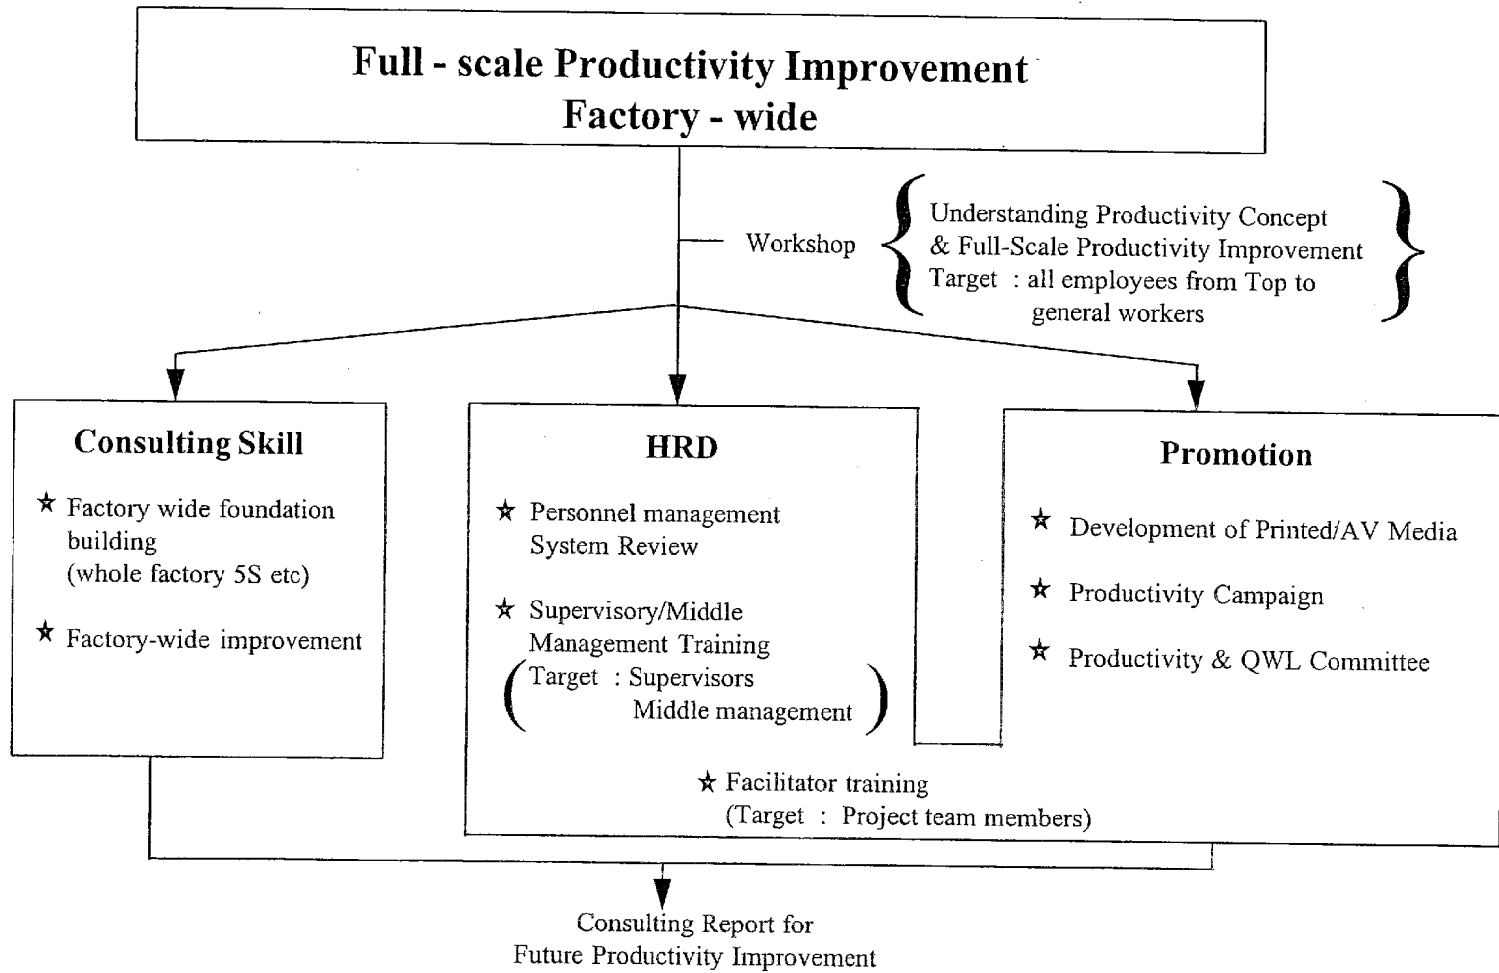 Full - scale Productivity Improvement
Factory - wide
Workshop
Understanding Productivity Concept
& Full-Scale Productivity Improvement
Target : all employees from Top to
general workers
Consulting Skill
Factory wide foundation
building
(whole factory 5S etc)
Factory-wide improvement
HRD
Personnel management
System Review
Supervisory/Middle
Management Training
(Target : Supervisors
Middle management)
Promotion
Development of Printed/AV Media
Productivity Campaign
Productivity & QWL Committee
Facilitator training
(Target : Project team members)
Consulting Report for
Future Productivity Improvement